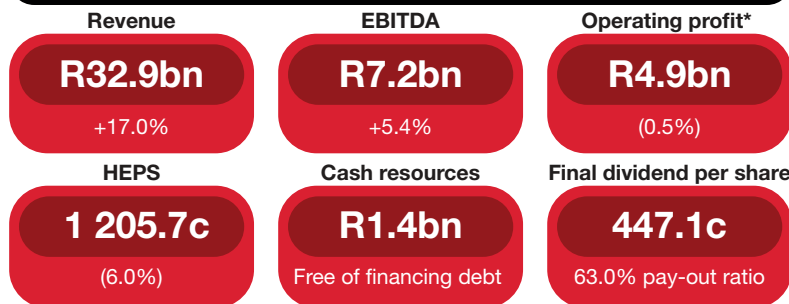 Revenue EBITDA Operating profit*
R32.9bn R7.2bn R4.9bn
+17.0% +5.4% (0.5%)
HEPS Cash resources Final dividend per share
1 205.7c R1.4bn 447.1c
(6.0%) Free of financing debt 63.0% pay-out ratio